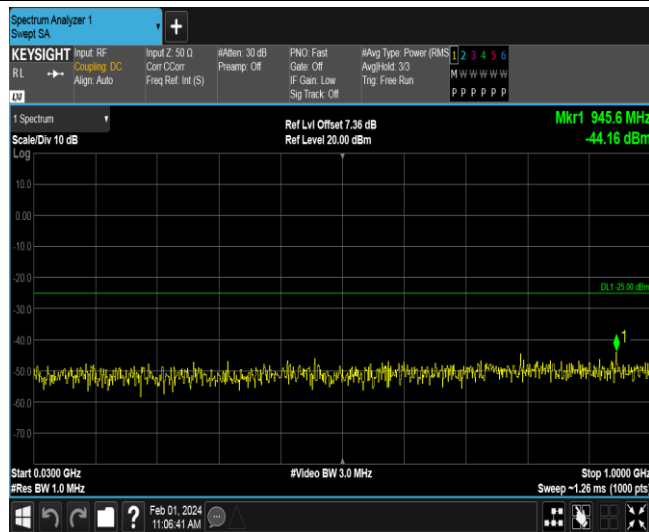 Spectrum Analyzer 1
Swept SA
+
KEYSIGHT
RL
LXI
Input: RF
Coupling: DC
Align: Auto
Input Z: 50 Ω
Corr CCorr
Freq Ref: Int (S)
#Atten: 30 dB
Preamp: Off
PNO: Fast
Gate: Off
IF Gain: Low
Sig Track: Off
#Avg Type: Power (RMS
Avg|Hold: 3/3
Trig: Free Run
1 2 3 4 5 6
M W W W W W
P P P P P P
1 Spectrum
Scale/Div 10 dB
Ref Lvl Offset 7.36 dB
Ref Level 20.00 dBm
Mkr1 945.6 MHz
-44.16 dBm
Log
10.0
0.00
-10.0
-20.0
DL1 -25.00 dBm
-30.0
-40.0
1
-50.0
-60.0
-70.0
Start 0.0300 GHz
#Res BW 1.0 MHz
#Video BW 3.0 MHz
Stop 1.0000 GHz
Sweep ~1.26 ms (1000 pts)
?
Feb 01, 2024
11:06:41 AM